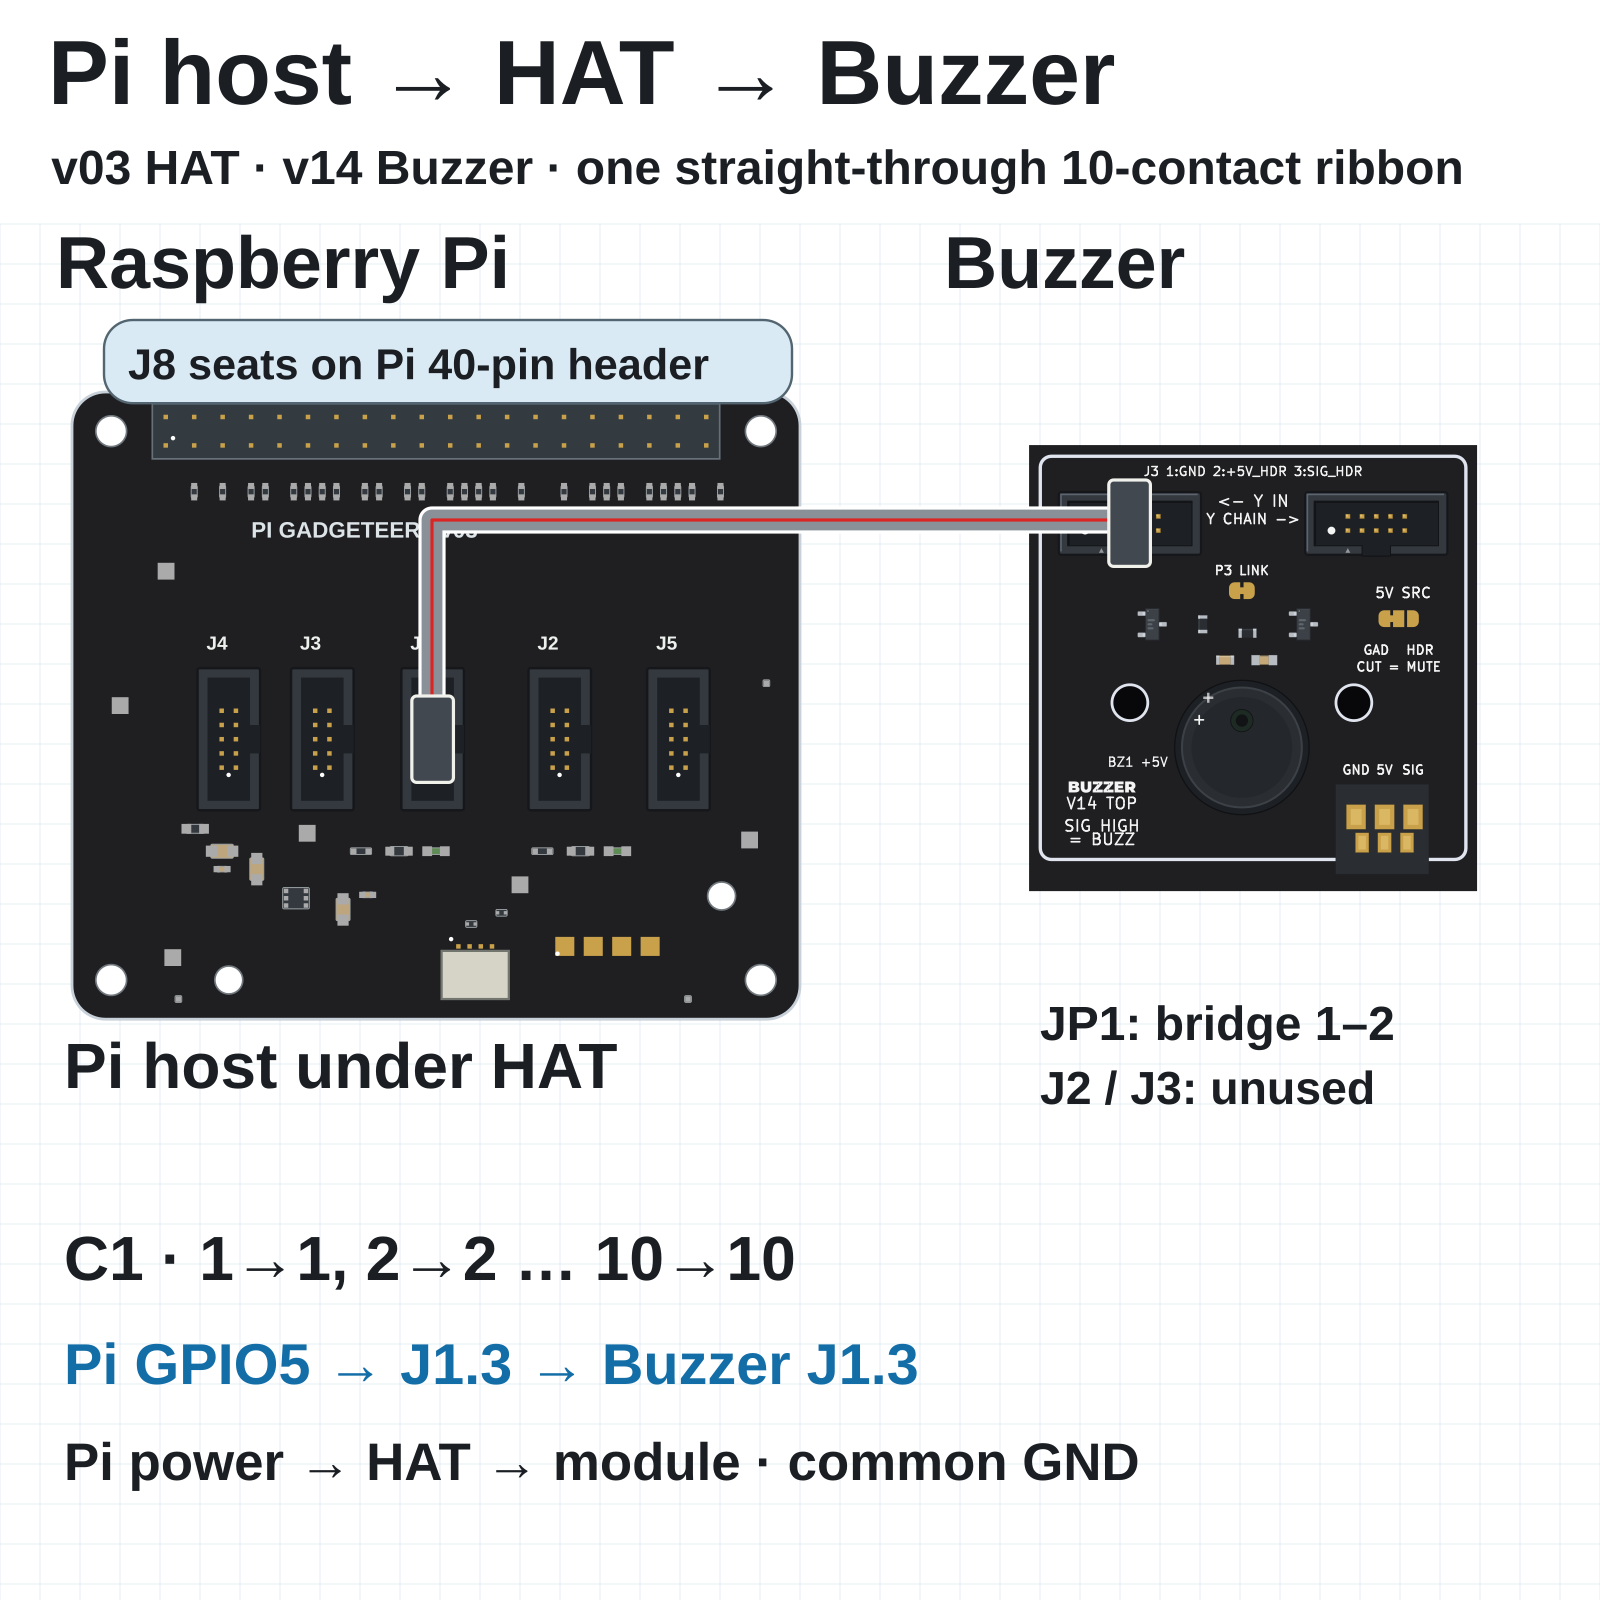 Pi host → HAT → Buzzer
v03 HAT · v14 Buzzer · one straight-through 10-contact ribbon
Raspberry Pi
Buzzer
J8 seats on Pi 40-pin header
PI GADGETEER
J4
J3
J2
J5
J3 1:GND 2:+5V_HDR 3:SIG_HDR
<- Y IN
Y CHAIN ->
P3 LINK
5V SRC
GAD HDR
CUT = MUTE
+
+
BZ1 +5V
GND 5V SIG
BUZZER
V14 TOP
SIG HIGH
= BUZZ
Pi host under HAT
JP1: bridge 1–2
J2 / J3: unused
C1 · 1→1, 2→2 … 10→10
Pi GPIO5 → J1.3 → Buzzer J1.3
Pi power → HAT → module · common GND